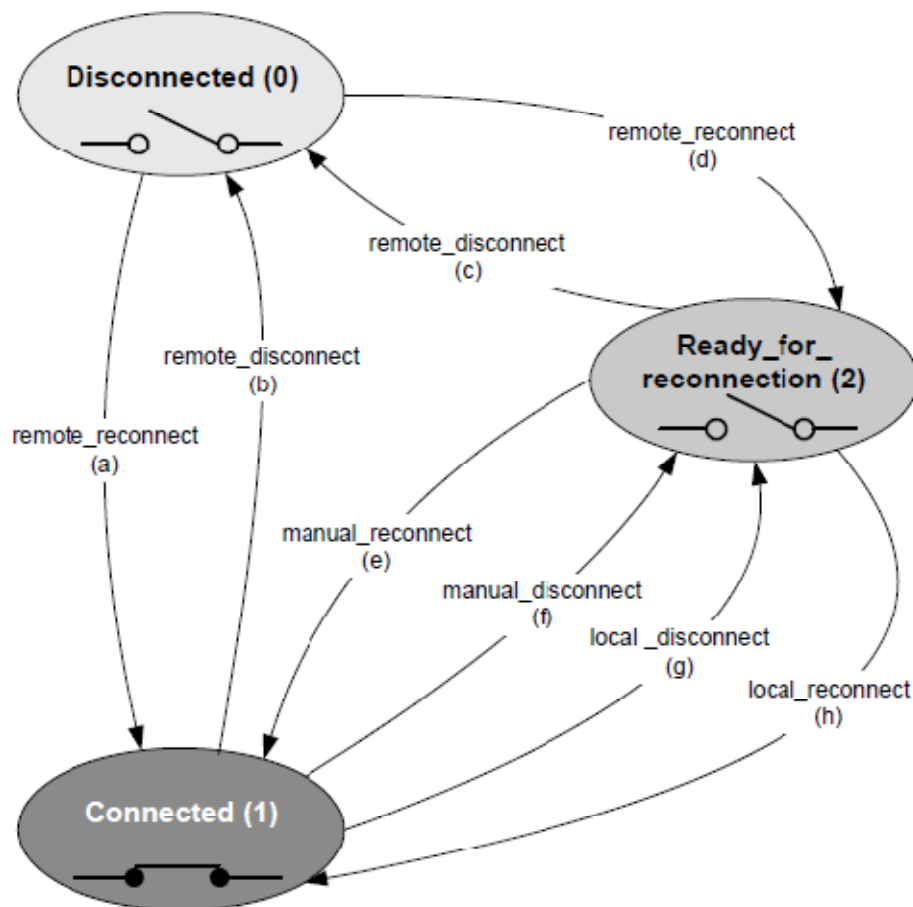 Disconnected (0)
remote_reconnect
(d)
remote_disconnect
(c)
Ready_for_
reconnection (2)
remote_disconnect
(b)
remote_reconnect
(a)
manual_reconnect
(e)
manual_disconnect
(f)
local _disconnect
(g)
local_reconnect
(h)
Connected (1)